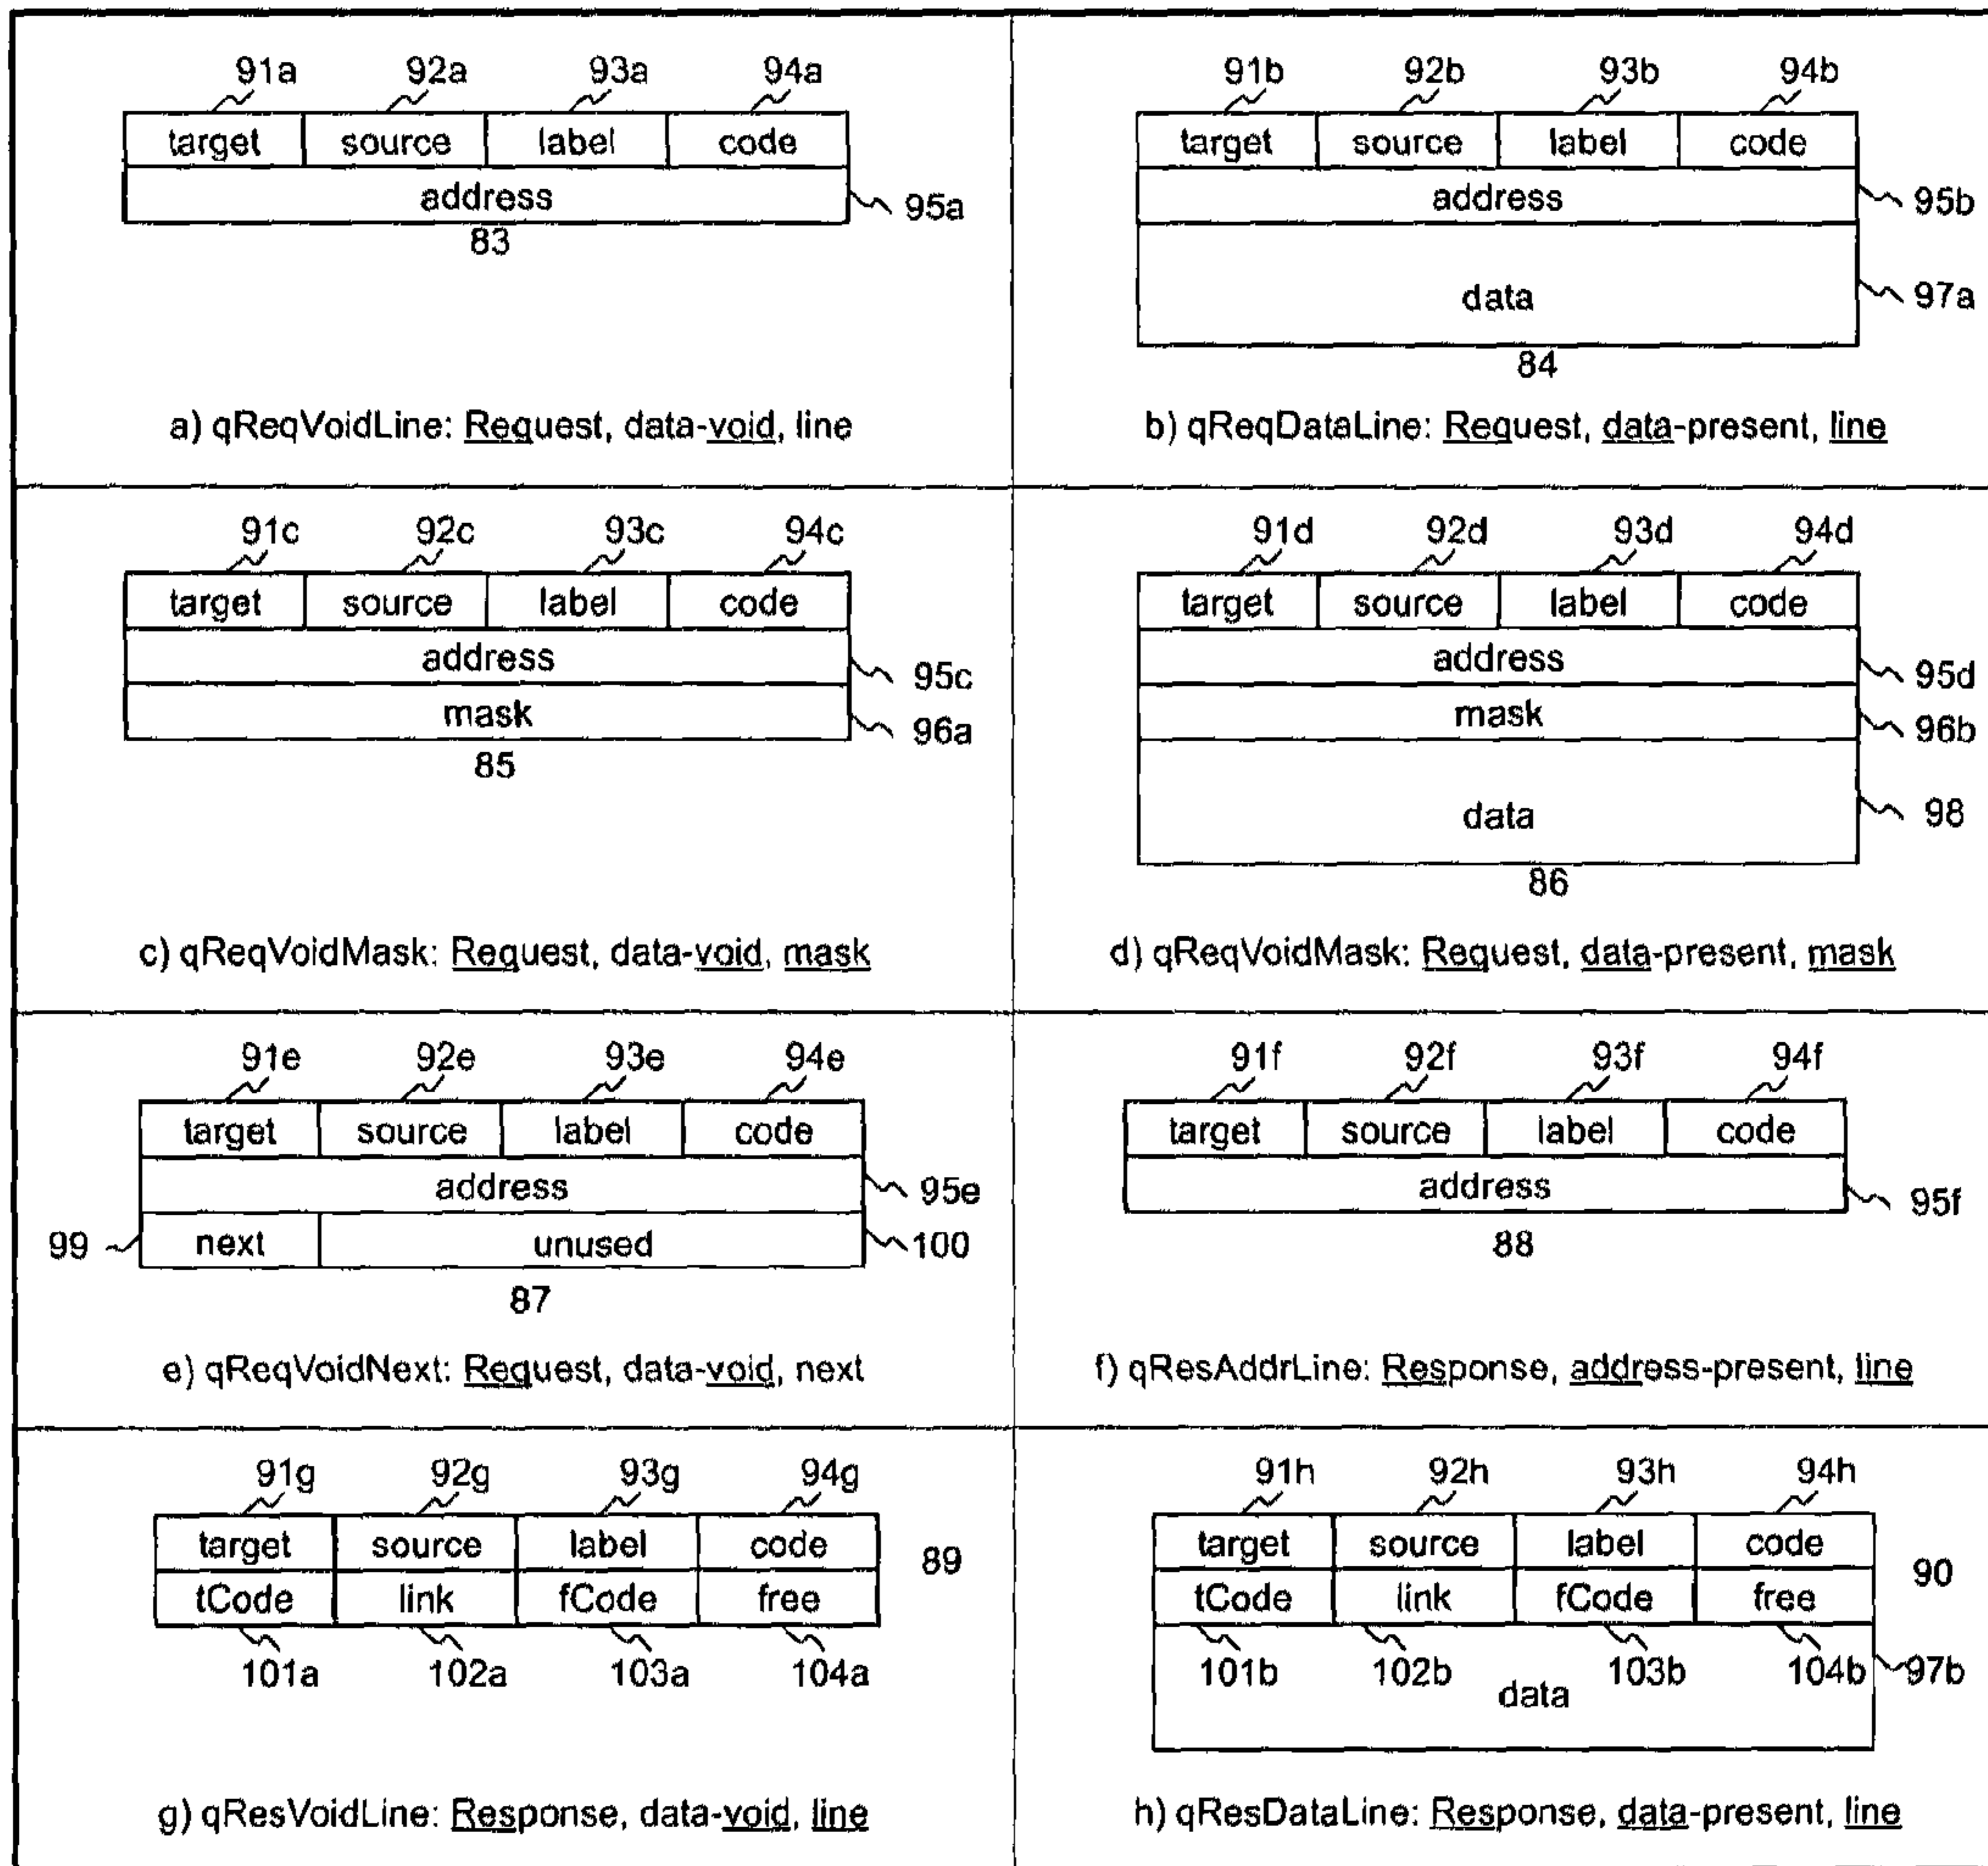 91a 92a 93a 94a
target source label code
address 95a
83
a) qReqVoidLine: Request, data-void, line
91b 92b 93b 94b
target source label code
address 95b
data 97a
84
b) qReqDataLine: Request, data-present, line
91c 92c 93c 94c
target source label code
address 95c
mask 96a
85
c) qReqVoidMask: Request, data-void, mask
91d 92d 93d 94d
target source label code
address 95d
mask 96b
data 98
86
d) qReqVoidMask: Request, data-present, mask
91e 92e 93e 94e
target source label code
address 95e
99 next unused 100
87
e) qReqVoidNext: Request, data-void, next
91f 92f 93f 94f
target source label code
address 95f
88
f) qResAddrLine: Response, address-present, line
91g 92g 93g 94g
target source label code 89
tCode link fCode free
101a 102a 103a 104a
g) qResVoidLine: Response, data-void, line
91h 92h 93h 94h
target source label code
90
tCode link fCode free
101b 102b 103b 104b 97b
data
h) qResDataLine: Response, data-present, line